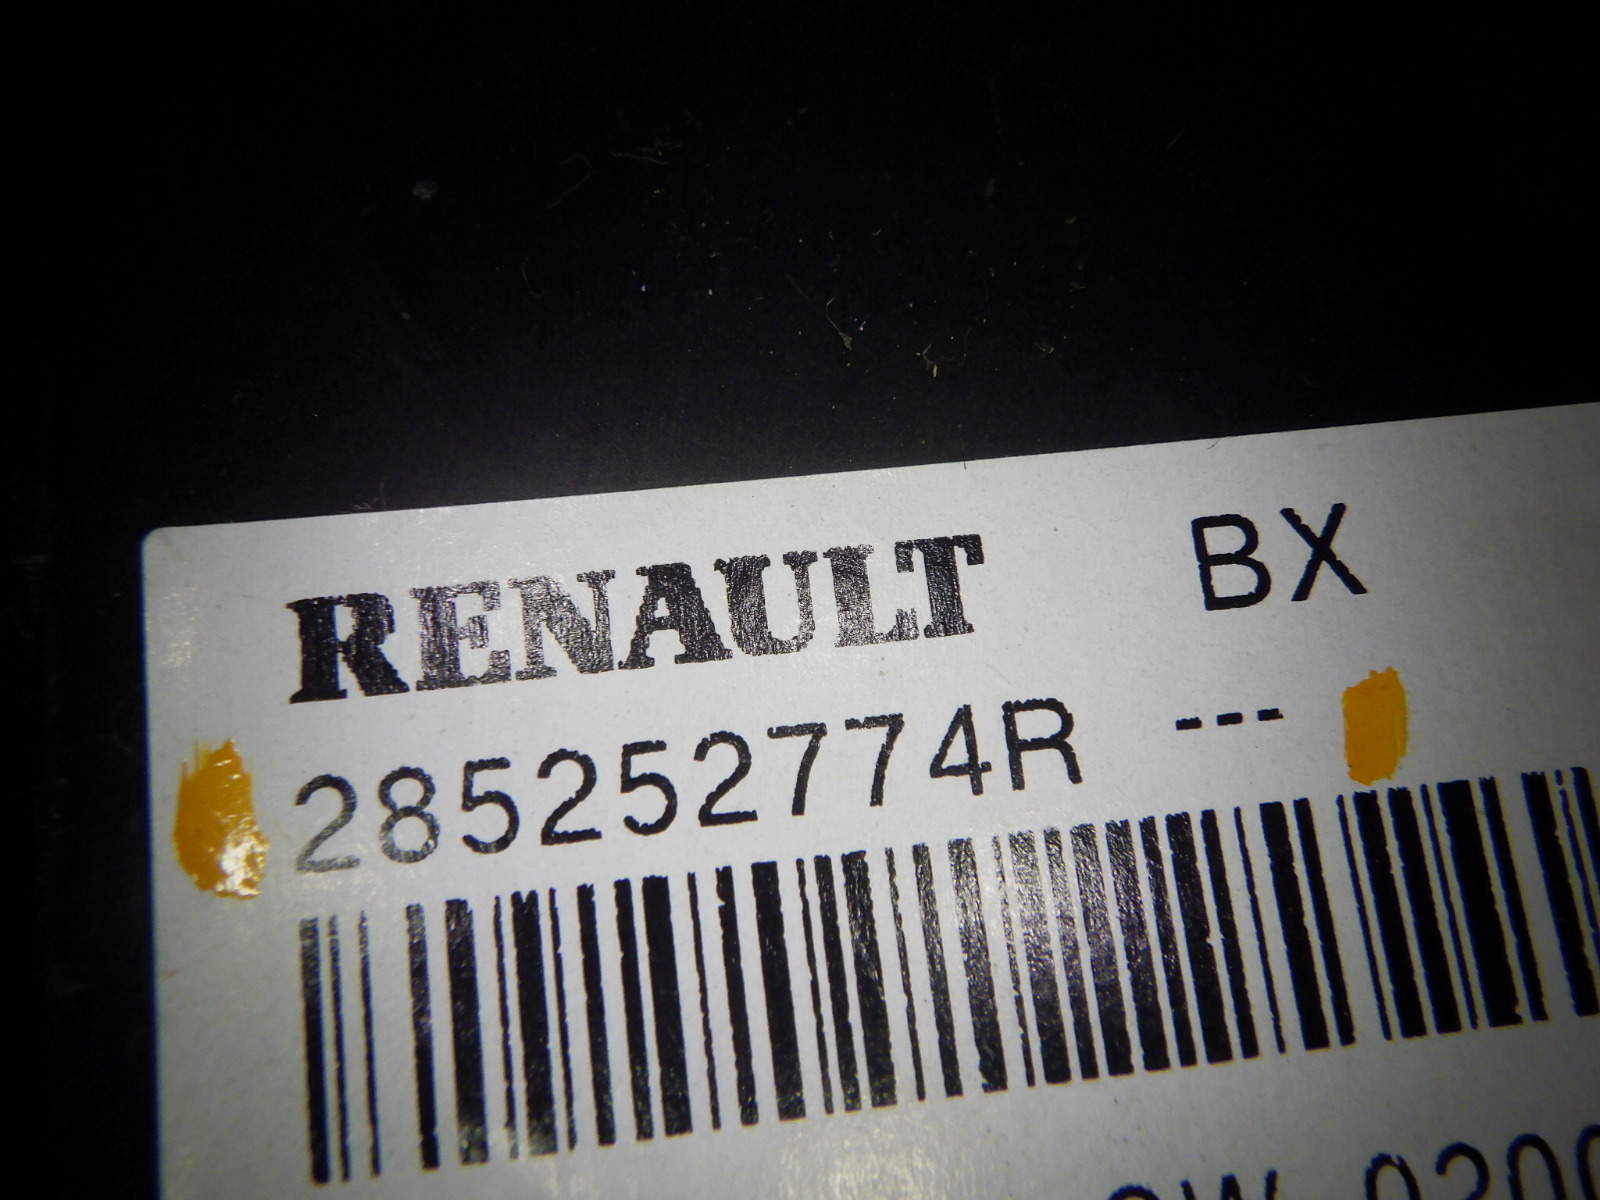 RENAULT BX
285252774R ---